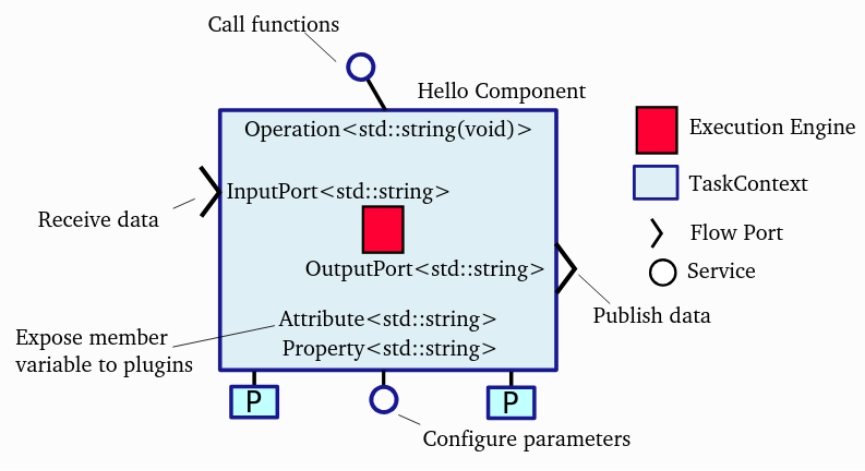 Call functions
Hello Component
Operation<std::string(void)>
Execution Engine
InputPort<std::string>
TaskContext
Receive data
Flow Port
OutputPort<std::string>
Service
Publish data
Attribute<std::string>
Expose member
variable to plugins
Property<std::string>
P
P
Configure parameters